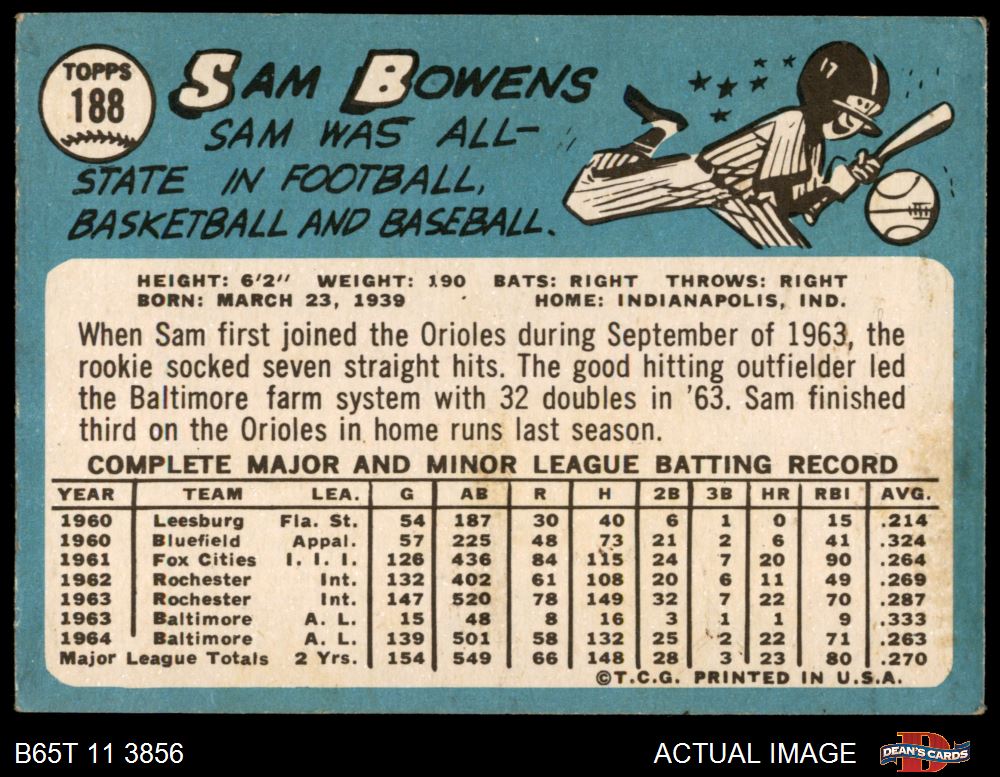 TOPPS
188
SAM BOWENS
SAM WAS ALL-
STATE IN FOOTBALL,
BASKETBALL AND BASEBALL.
HEIGHT: 6'2" WEIGHT: 190 BATS: RIGHT THROWS: RIGHT
BORN: MARCH 23, 1939 HOME: INDIANAPOLIS, IND.
When Sam first joined the Orioles during September of 1963, the
rookie socked seven straight hits. The good hitting outfielder led
the Baltimore farm system with 32 doubles in '63. Sam finished
third on the Orioles in home runs last season.
COMPLETE MAJOR AND MINOR LEAGUE BATTING RECORD
YEAR TEAM LEA. G AB R H 2B 3B HR RBI AVG.
1960 Leesburg Fla. St. 54 187 30 40 6 1 0 15 .214
1960 Bluefield Appal. 57 225 48 73 21 2 6 41 .324
1961 Fox Cities I. I. I. 126 436 84 115 24 7 20 90 .264
1962 Rochester Int. 132 402 61 108 20 6 11 49 .269
1963 Rochester Int. 147 520 78 149 32 7 22 70 .287
1963 Baltimore A. L. 15 48 8 16 3 1 1 9 .333
1964 Baltimore A. L. 139 501 58 132 25 2 22 71 .263
Major League Totals 2 Yrs. 154 549 66 148 28 3 23 80 .270
©T.C.G. PRINTED IN U.S.A.
B65T 11 3856 ACTUAL IMAGE
DEAN'S CARDS